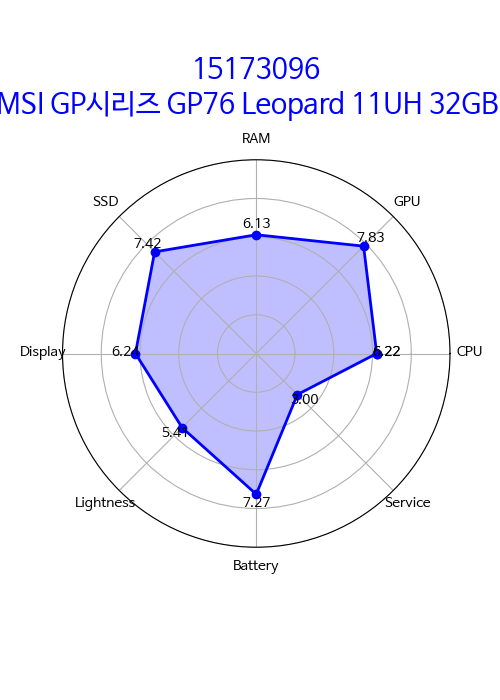 15173096
MSI GP시리즈 GP76 Leopard 11UH 32GB
RAM
SSD
GPU
6.13
7.42
7.83
Display
6.24
6.22
CPU
3.00
5.41
Lightness
7.27
Service
Battery